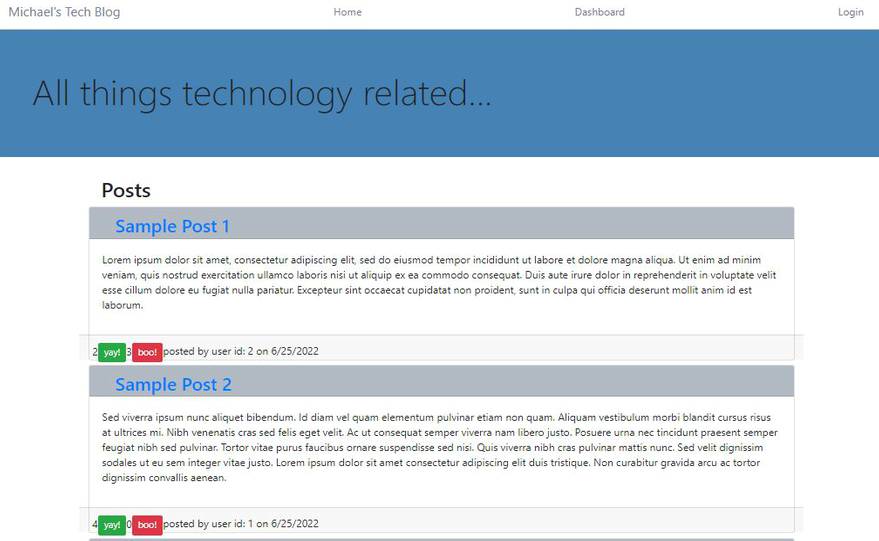 Michael's Tech Blog Home Dashboard Login
All things technology related...
Posts
Sample Post 1
Lorem ipsum dolor sit amet, consectetur adipiscing elit, sed do eiusmod tempor incididunt ut labore et dolore magna aliqua. Ut enim ad minim
veniam, quis nostrud exercitation ullamco laboris nisi ut aliquip ex ea commodo consequat. Duis aute irure dolor in reprehenderit in voluptate velit
esse cillum dolore eu fugiat nulla pariatur. Excepteur sint occaecat cupidatat non proident, sunt in culpa qui officia deserunt mollit anim id est
laborum.
2 yay! 3 boo! posted by user id: 2 on 6/25/2022
Sample Post 2
Sed viverra ipsum nunc aliquet bibendum. Id diam vel quam elementum pulvinar etiam non quam. Aliquam vestibulum morbi blandit cursus risus
at ultrices mi. Nibh venenatis cras sed felis eget velit. Ac ut consequat semper viverra nam libero justo. Posuere urna nec tincidunt praesent semper
feugiat nibh sed pulvinar. Tortor vitae purus faucibus ornare suspendisse sed nisi. Quis viverra nibh cras pulvinar mattis nunc. Sed velit dignissim
sodales ut eu sem integer vitae justo. Lorem ipsum dolor sit amet consectetur adipiscing elit duis tristique. Non curabitur gravida arcu ac tortor
dignissim convallis aenean.
4 yay! 0 boo! posted by user id: 1 on 6/25/2022